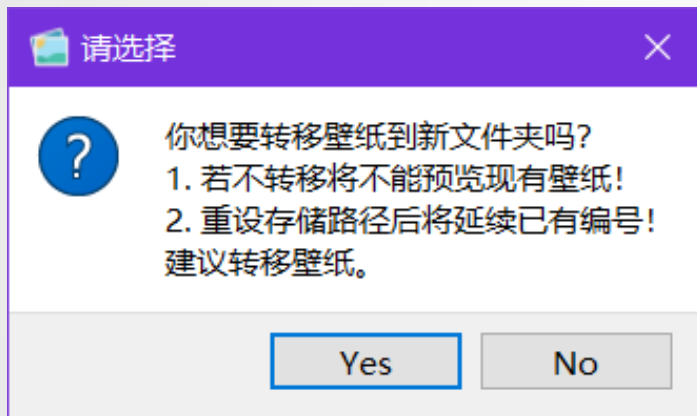 请选择
你想要转移壁纸到新文件夹吗?
1. 若不转移将不能预览现有壁纸!
2. 重设存储路径后将延续已有编号!
建议转移壁纸。
Yes
No